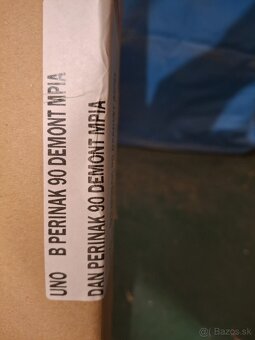 UNO B PERINAK 90 DEMONT MPIA
DAN PERINAK 90 DEMONT MPIA
© Bazos.sk